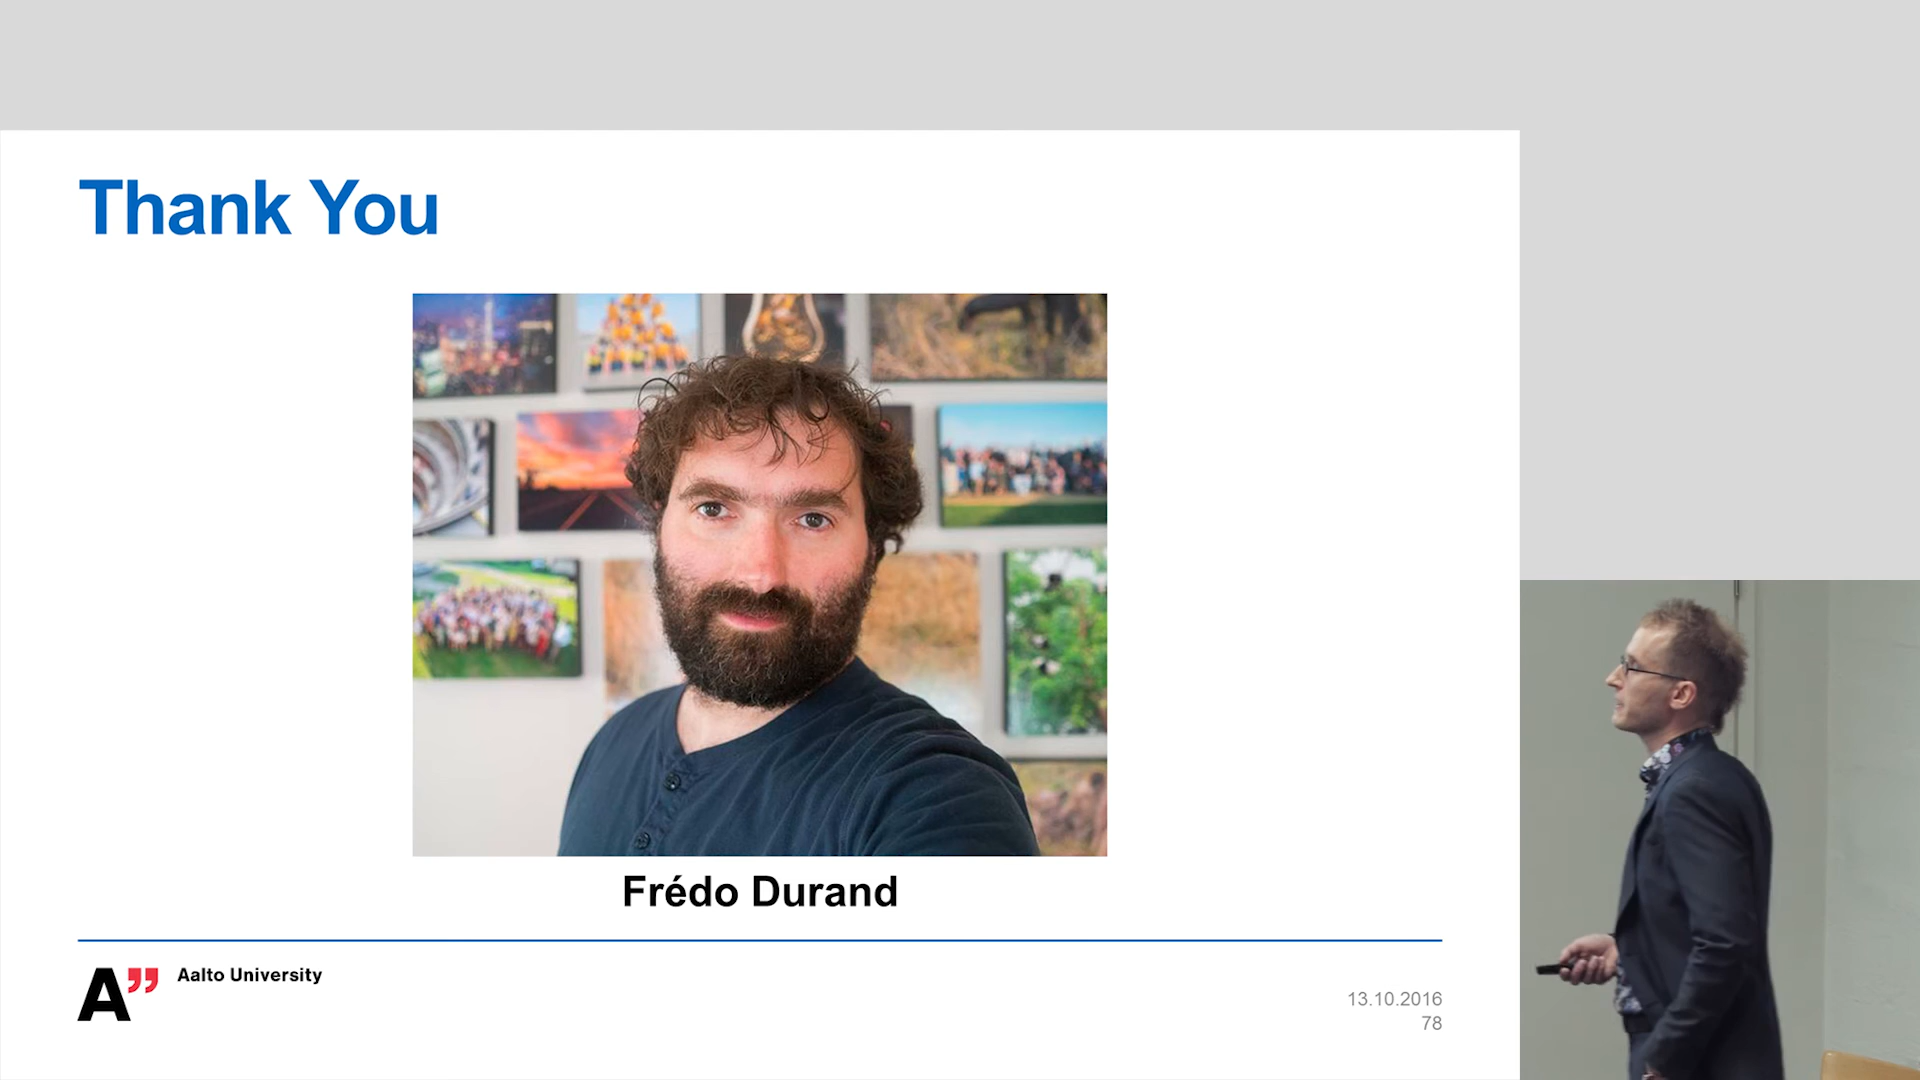 Thank You
Frédo Durand
A”
Aalto University
13.10.2016
78